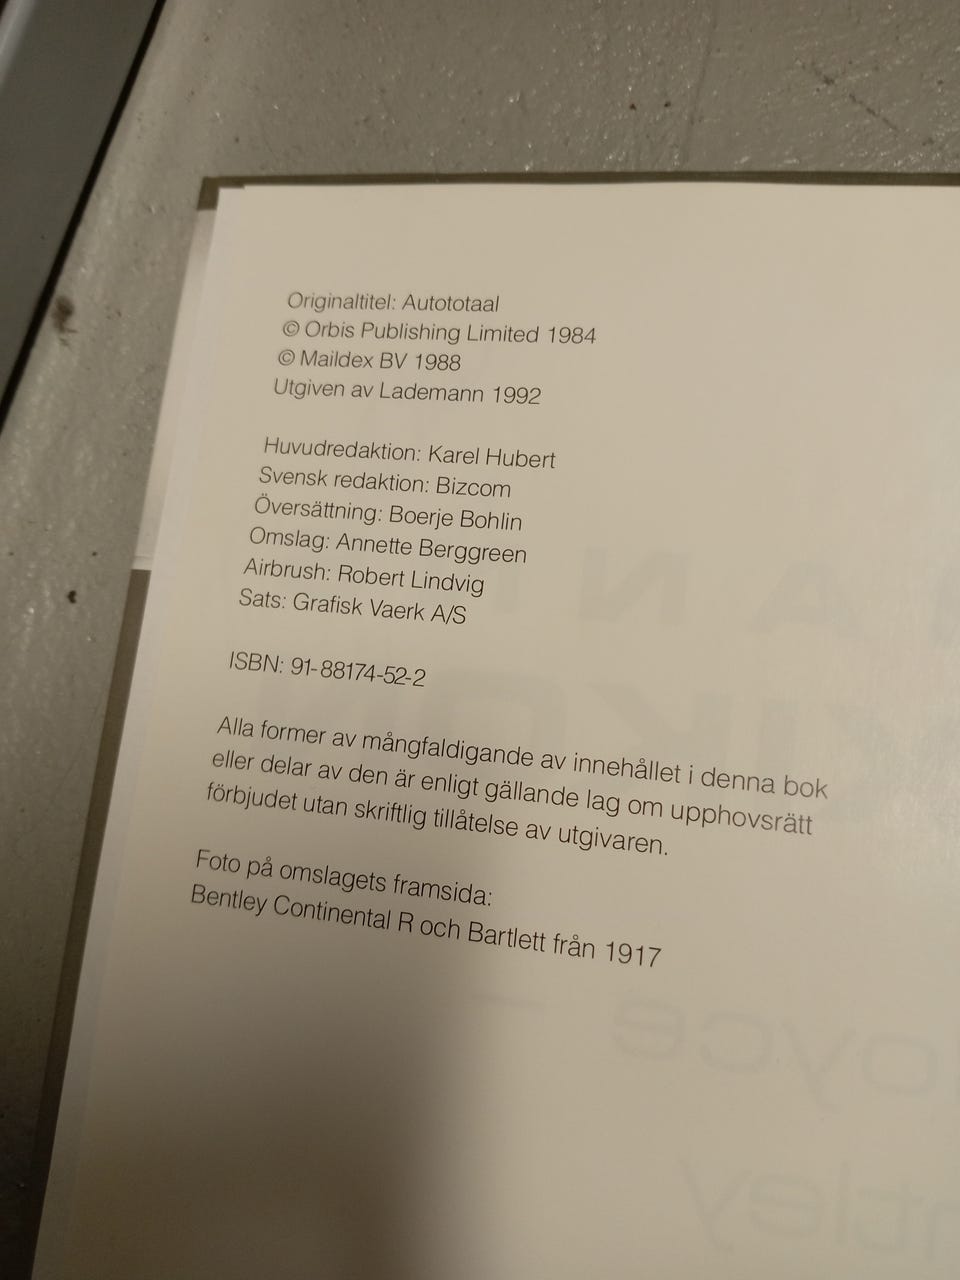 Originaltitel: Autototaal
© Orbis Publishing Limited 1984
© Maildex BV 1988
Utgiven av Lademann 1992
Huvudredaktion: Karel Hubert
Svensk redaktion: Bizcom
Översättning: Boerje Bohlin
Omslag: Annette Berggreen
Airbrush: Robert Lindvig
Sats: Grafisk Vaerk A/S
ISBN: 91-88174-52-2
Alla former av mångfaldigande av innehållet i denna bok
eller delar av den är enligt gällande lag om upphovsrätt
förbjudet utan skriftlig tillåtelse av utgivaren.
Foto på omslagets framsida:
Bentley Continental R och Bartlett från 1917